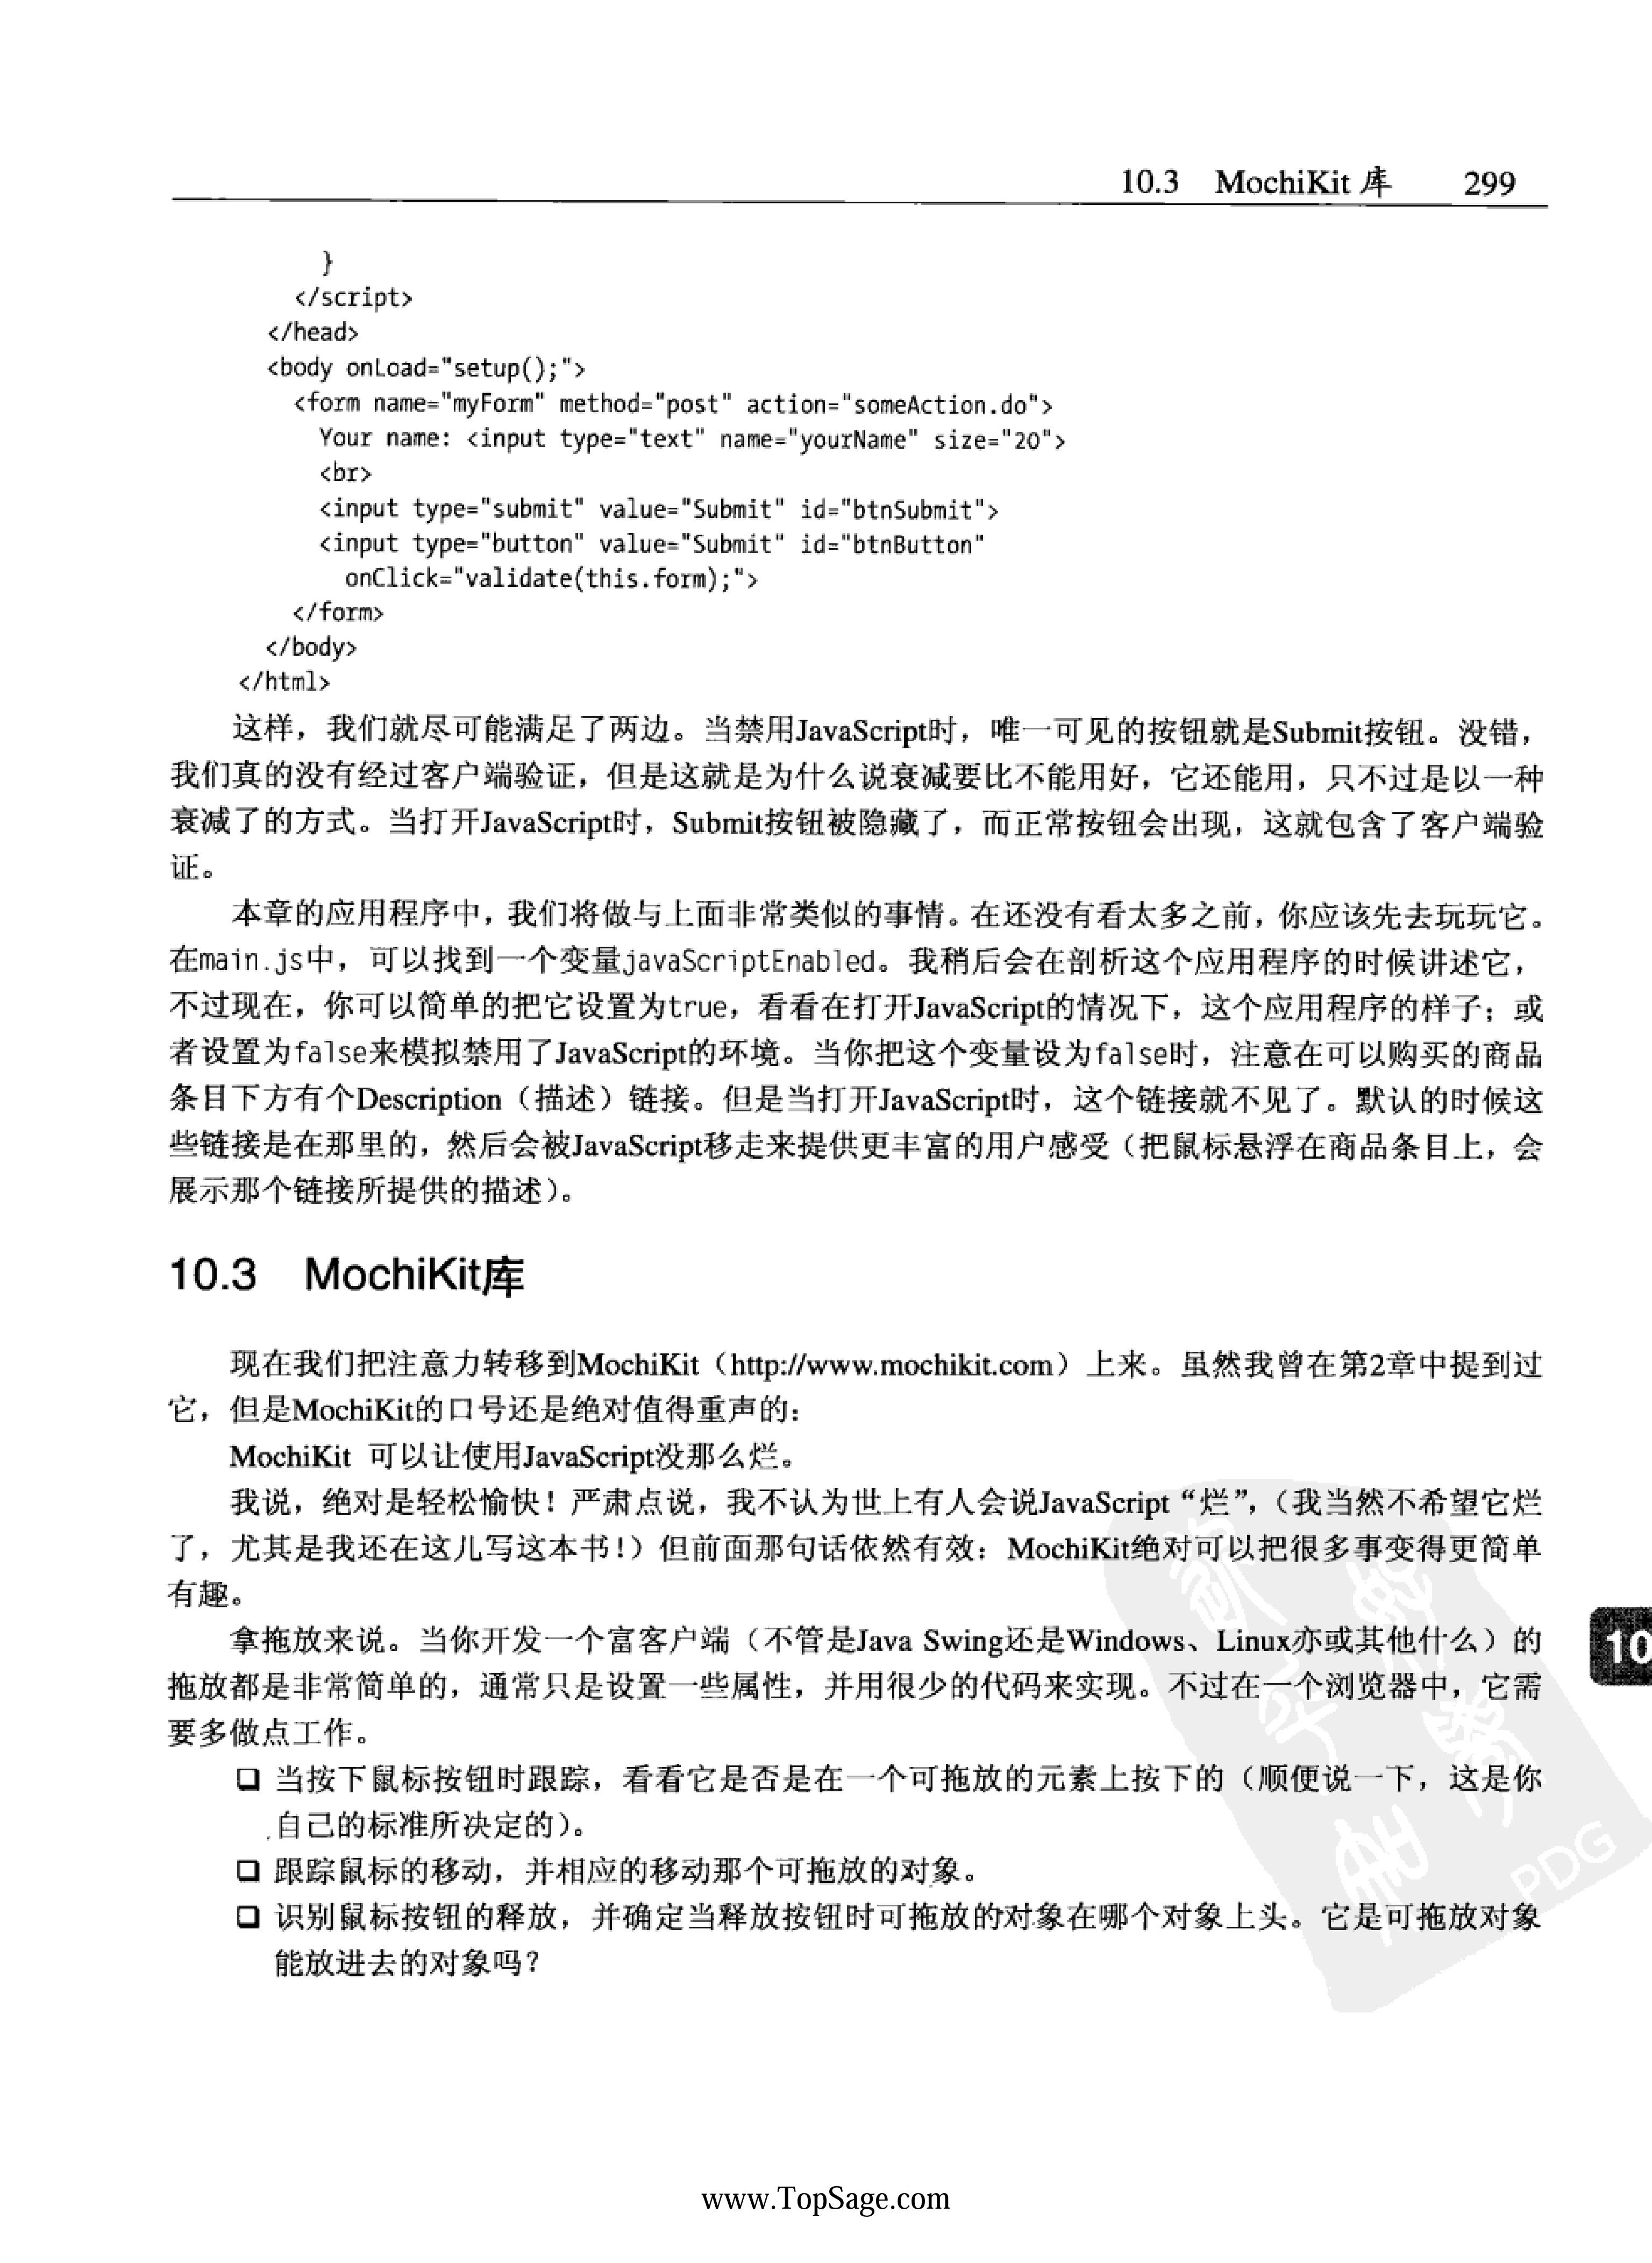 10.3 MochiKit 库 299
}
</script>
</head>
<body onLoad="setup();">
<form name="myForm" method="post" action="someAction.do">
Your name: <input type="text" name="yourName" size="20">
<br>
<input type="submit" value="Submit" id="btnSubmit">
<input type="button" value="Submit" id="btnButton"
onClick="validate(this.form);">
</form>
</body>
</html>
这样，我们就尽可能满足了两边。当禁用JavaScript时，唯一可见的按钮就是Submit按钮。没错，
我们真的没有经过客户端验证，但是这就是为什么说衰减要比不能用好，它还能用，只不过是以一种
衰减了的方式。当打开JavaScript时，Submit按钮被隐藏了，而正常按钮会出现，这就包含了客户端验
证。
本章的应用程序中，我们将做与上面非常类似的事情。在还没有看太多之前，你应该先去玩玩它。
在main.js中，可以找到一个变量javaScriptEnabled。我稍后会在剖析这个应用程序的时候讲述它，
不过现在，你可以简单的把它设置为true，看看在打开JavaScript的情况下，这个应用程序的样子；或
者设置为false来模拟禁用了JavaScript的环境。当你把这个变量设为false时，注意在可以购买的商品
条目下方有个Description（描述）链接。但是当打开JavaScript时，这个链接就不见了。默认的时候这
些链接是在那里的，然后会被JavaScript移走来提供更丰富的用户感受（把鼠标悬浮在商品条目上，会
展示那个链接所提供的描述）。
10.3 MochiKit库
现在我们把注意力转移到MochiKit（http://www.mochikit.com）上来。虽然我曾在第2章中提到过
它，但是MochiKit的口号还是绝对值得重声的：
MochiKit 可以让使用JavaScript没那么烂。
我说，绝对是轻松愉快！严肃点说，我不认为世上有人会说JavaScript“烂”，（我当然不希望它烂
了，尤其是我还在这儿写这本书！）但前面那句话依然有效：MochiKit绝对可以把很多事变得更简单
有趣。
拿拖放来说。当你开发一个富客户端（不管是Java Swing还是Windows、Linux亦或其他什么）的
拖放都是非常简单的，通常只是设置一些属性，并用很少的代码来实现。不过在一个浏览器中，它需
要多做点工作。
10
❑ 当按下鼠标按钮时跟踪，看看它是否是在一个可拖放的元素上按下的（顺便说一下，这是你
自己的标准所决定的）。
❑ 跟踪鼠标的移动，并相应的移动那个可拖放的对象。
❑ 识别鼠标按钮的释放，并确定当释放按钮时可拖放的对象在哪个对象上头。它是可拖放对象
能放进去的对象吗？
PDG
www.TopSage.com